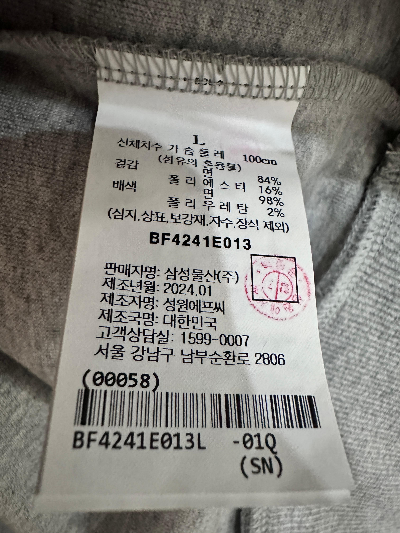 L
신체치수 가슴둘레 100cm
(섬유의 혼용율)
겉감 면 84%
폴리에스터 16%
배색 면 98%
폴리우레탄 2%
(심지,상표,보강재,자수,장식 제외)
BF4241E013
판매자명: 삼성물산(주)
제조년월: 2024.01
제조자명: 성원에프씨
제조국명: 대한민국
고객상담실: 1599-0007
서울 강남구 남부순환로 2806
(00058)
BF4241E013L -01Q
(SN)